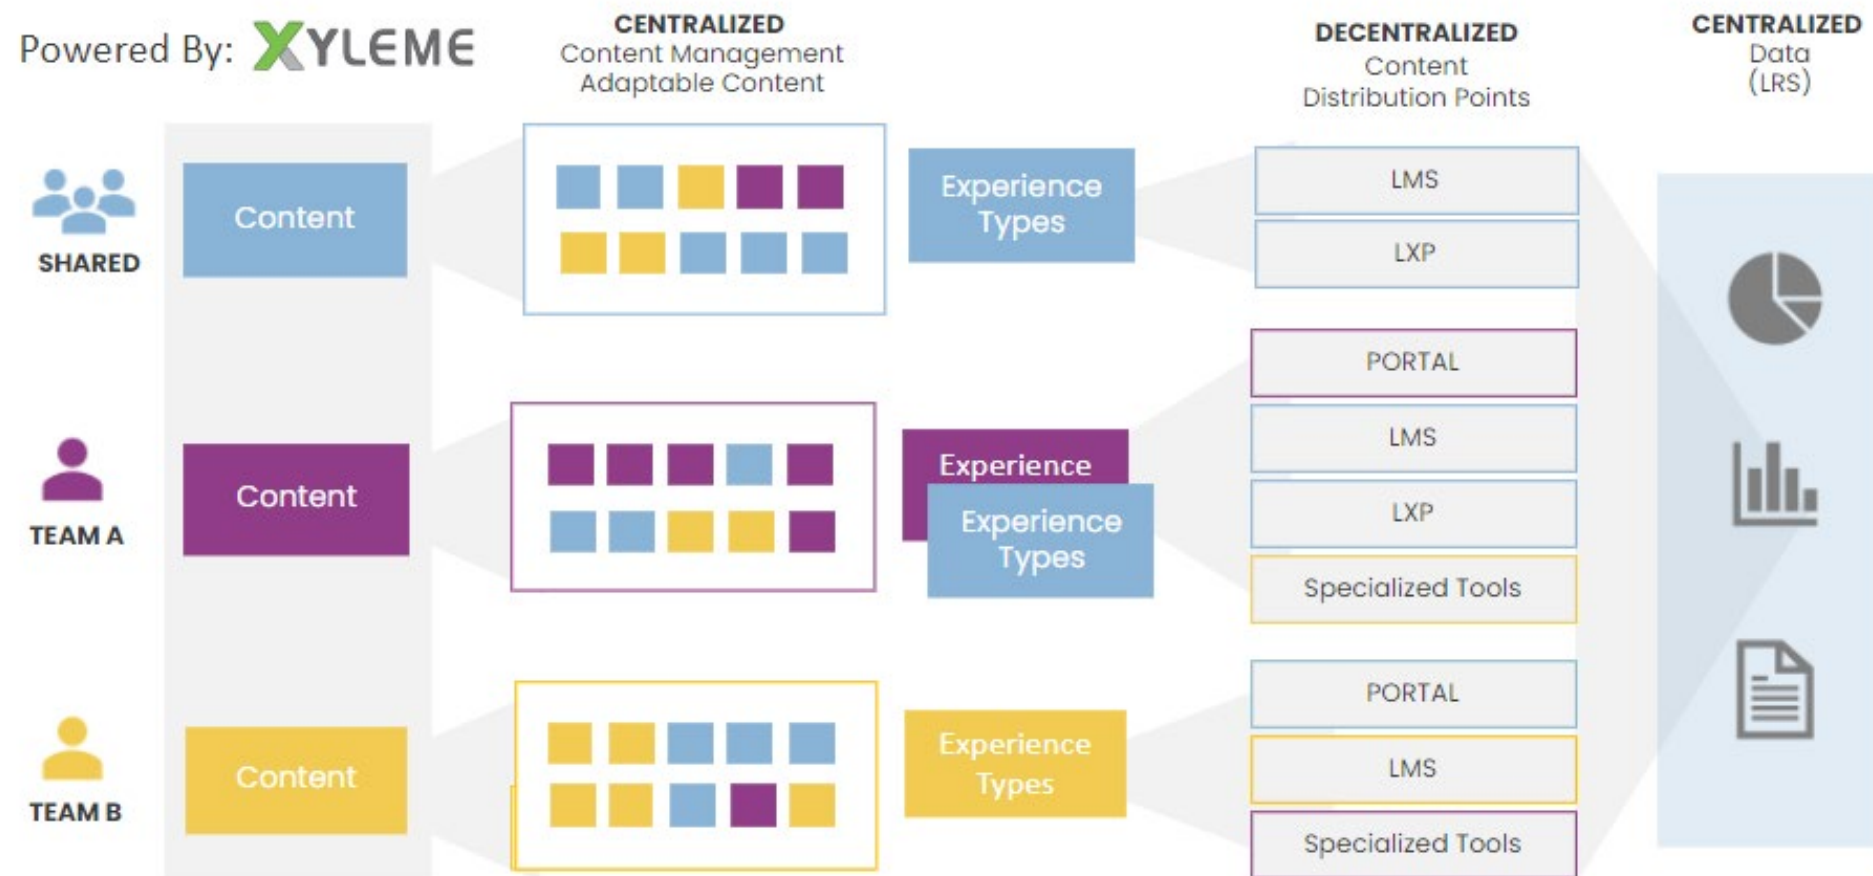 Powered By: XYLEME
CENTRALIZED
Content Management
Adaptable Content
DECENTRALIZED
Content
Distribution Points
CENTRALIZED
Data
(LRS)
SHARED
Content
Experience
Types
LMS
LXP
TEAM A
Content
Experience
Experience
Types
PORTAL
LMS
LXP
Specialized Tools
TEAM B
Content
Experience
Types
PORTAL
LMS
Specialized Tools